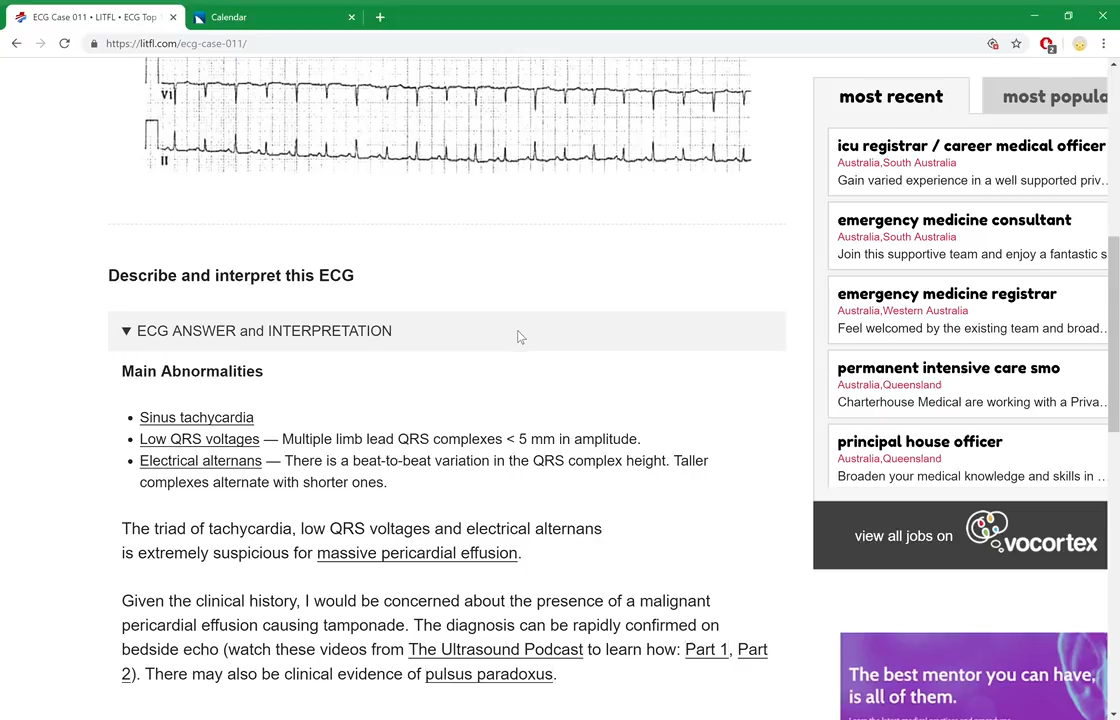 ECG Case 011 • LITFL • ECG Top
Calendar
https://litfl.com/ecg-case-011/
2
V1
II
Describe and interpret this ECG
ECG ANSWER and INTERPRETATION
Main Abnormalities
• Sinus tachycardia
• Low QRS voltages — Multiple limb lead QRS complexes < 5 mm in amplitude.
• Electrical alternans — There is a beat-to-beat variation in the QRS complex height. Taller
complexes alternate with shorter ones.
The triad of tachycardia, low QRS voltages and electrical alternans
is extremely suspicious for massive pericardial effusion.
Given the clinical history, I would be concerned about the presence of a malignant
pericardial effusion causing tamponade. The diagnosis can be rapidly confirmed on
bedside echo (watch these videos from The Ultrasound Podcast to learn how: Part 1, Part
2). There may also be clinical evidence of pulsus paradoxus.
most recent
most popula
icu registrar / career medical officer
Australia,South Australia
Gain varied experience in a well supported priv...
emergency medicine consultant
Australia,South Australia
Join this supportive team and enjoy a fantastic s
emergency medicine registrar
Australia,Western Australia
Feel welcomed by the existing team and broad...
permanent intensive care smo
Australia,Queensland
Charterhouse Medical are working with a Priva...
principal house officer
Australia,Queensland
Broaden your medical knowledge and skills in ...
view all jobs on vocortex
The best mentor you can have,
is all of them.